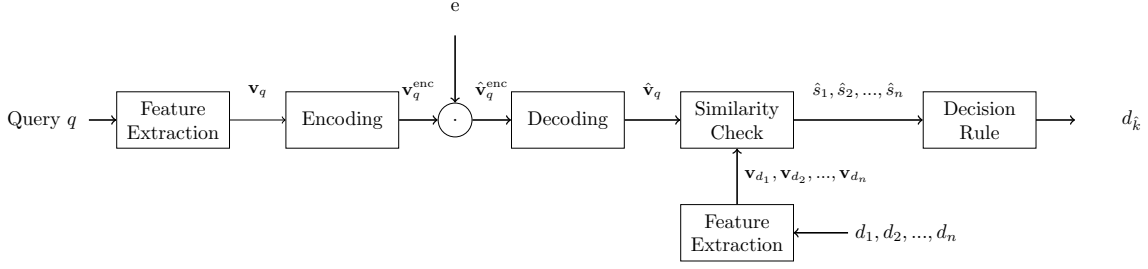 e
Query q
Feature
Extraction
v_q
Encoding
v_q^enc
·
v̂_q^enc
Decoding
v̂_q
Similarity
Check
ŝ_1, ŝ_2, ..., ŝ_n
Decision
Rule
d_k̂
v_{d_1}, v_{d_2}, ..., v_{d_n}
Feature
Extraction
d_1, d_2, ..., d_n